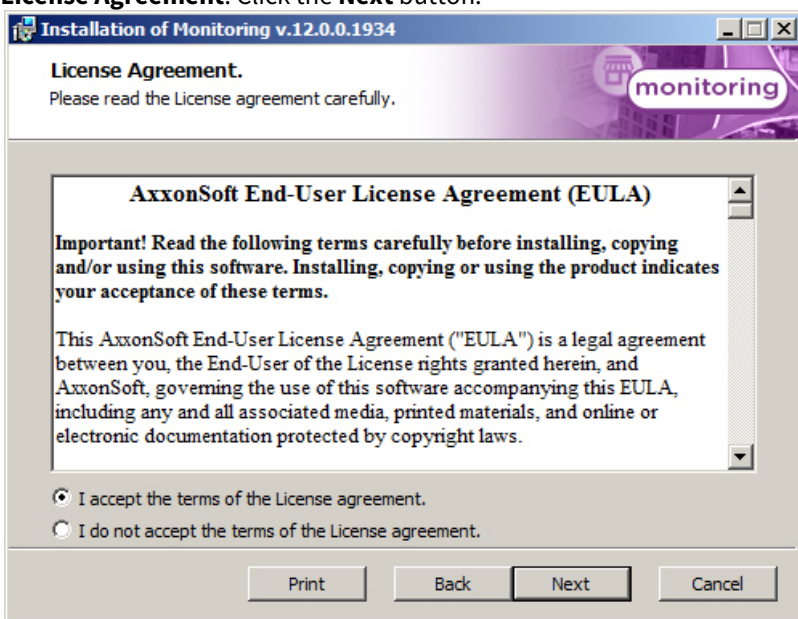 License Agreement. Click the Next button.
Installation of Monitoring v.12.0.0.1934
License Agreement.
Please read the License agreement carefully.
monitoring
AxxonSoft End-User License Agreement (EULA)
Important! Read the following terms carefully before installing, copying
and/or using this software. Installing, copying or using the product indicates
your acceptance of these terms.
This AxxonSoft End-User License Agreement ("EULA") is a legal agreement
between you, the End-User of the License rights granted herein, and
AxxonSoft, governing the use of this software accompanying this EULA,
including any and all associated media, printed materials, and online or
electronic documentation protected by copyright laws.
I accept the terms of the License agreement.
I do not accept the terms of the License agreement.
Print Back Next Cancel